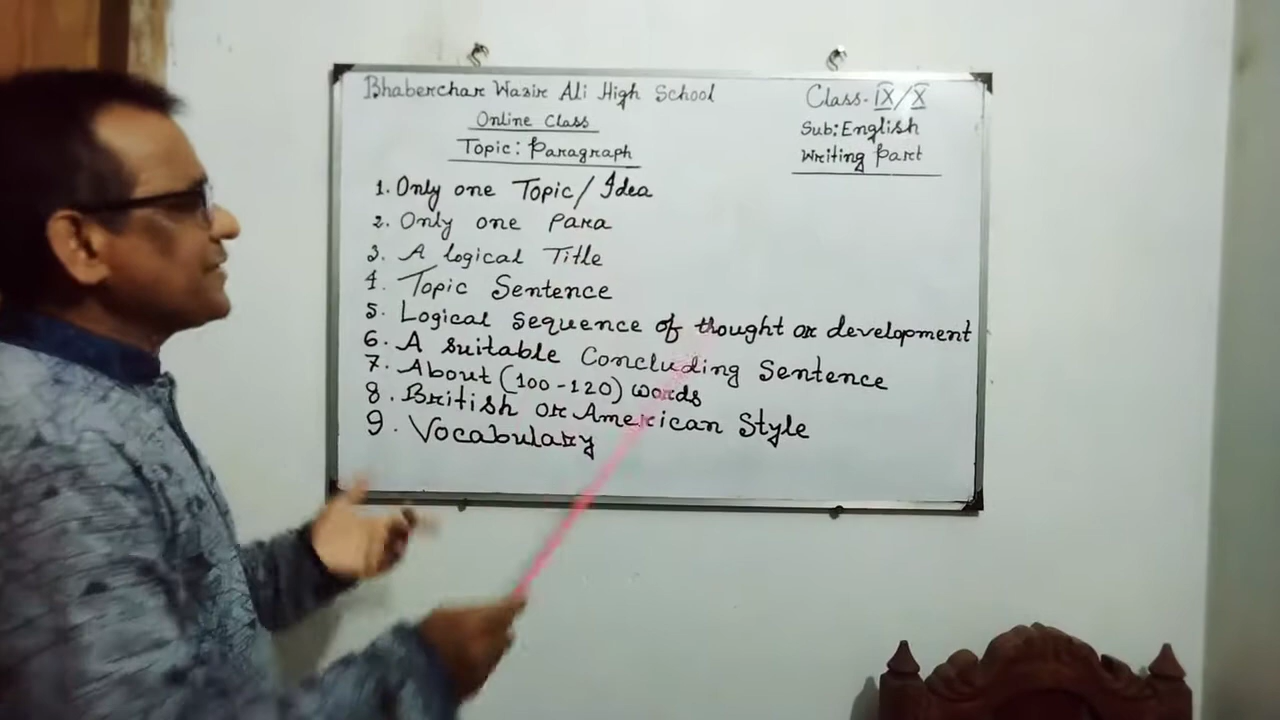 Bhaberchar Wazir Ali High School
Online Class
Topic: Paragraph
Class- IX/X
Sub: English
Writing Part
1. Only one Topic/Idea
2. Only one Para
3. A logical Title
4. Topic Sentence
5. Logical sequence of thought or development
6. A suitable Concluding Sentence
7. About (100-120) words
8. British or American Style
9. Vocabulary